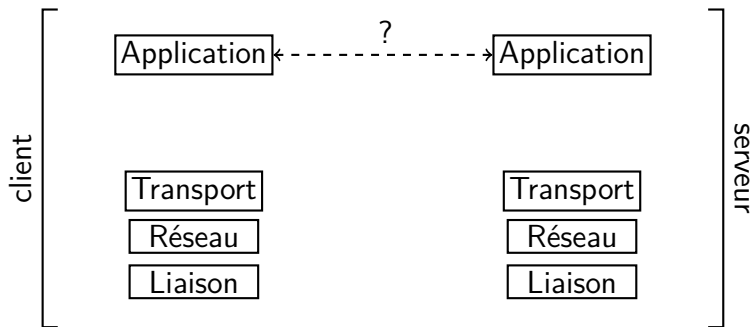 ?
Application Application
client
serveur
Transport Transport
Réseau Réseau
Liaison Liaison